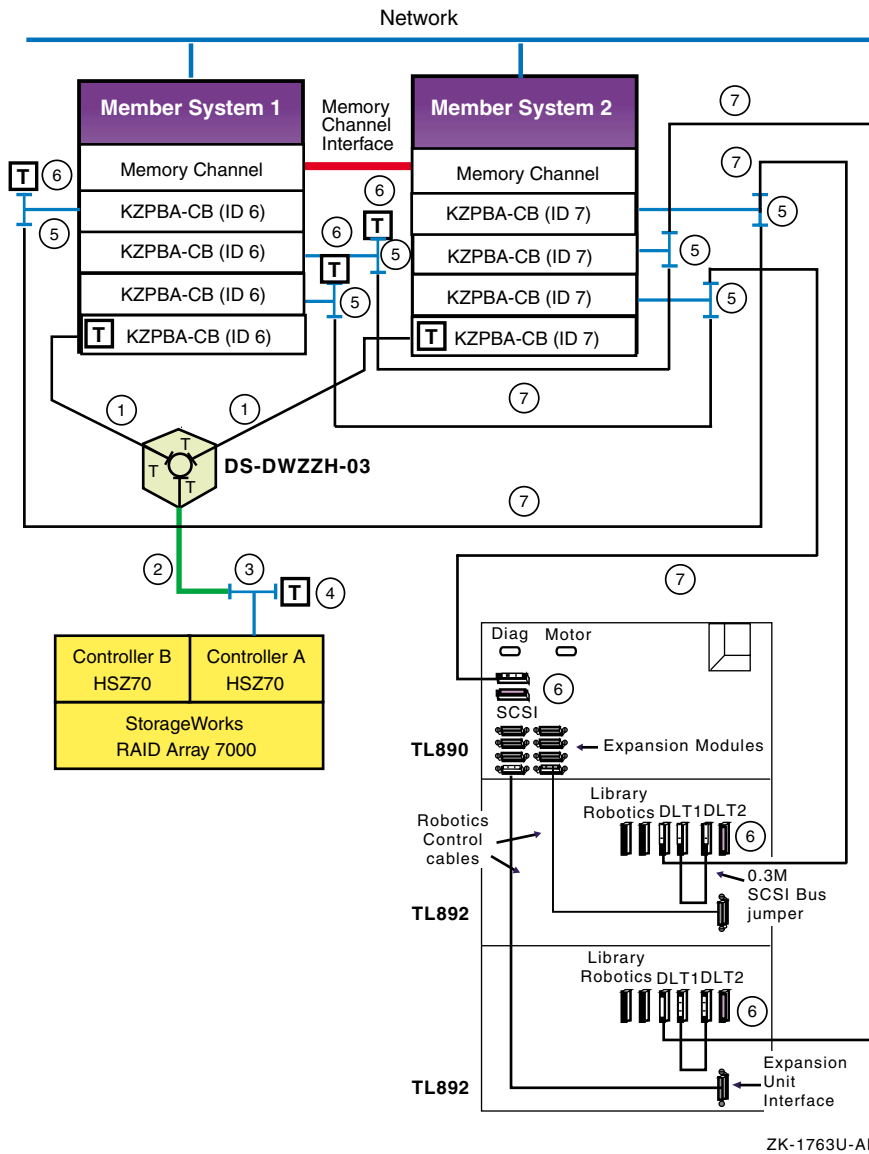 Network
Member System 1
Memory
Channel
Interface
Member System 2
7
7
Memory Channel
Memory Channel
T
6
6
T
KZPBA-CB (ID 6)
KZPBA-CB (ID 7)
5
5
6
T
KZPBA-CB (ID 6)
5
KZPBA-CB (ID 7)
5
KZPBA-CB (ID 6)
5
KZPBA-CB (ID 7)
5
T
KZPBA-CB (ID 6)
T
KZPBA-CB (ID 7)
1
1
7
T
T
T
DS-DWZZH-03
7
2
3
T
4
7
Controller B
HSZ70
Controller A
HSZ70
StorageWorks
RAID Array 7000
Diag
Motor
6
SCSI
TL890
Expansion Modules
Robotics
Control
cables
Library
Robotics
DLT1
DLT2
6
0.3M
SCSI Bus
jumper
TL892
Library
Robotics
DLT1
DLT2
6
TL892
Expansion
Unit
Interface